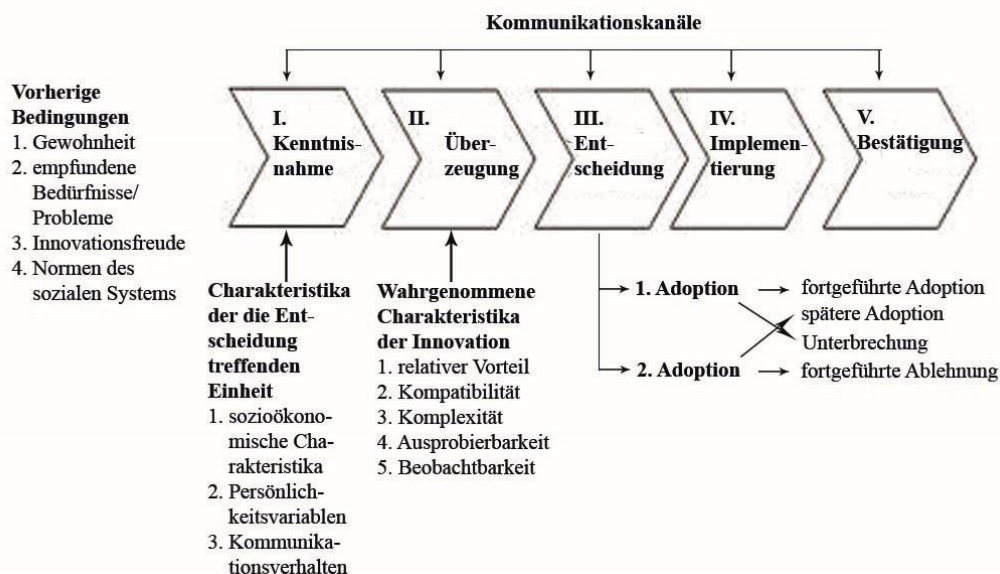 Kommunikationskanäle
Vorherige
Bedingungen
1. Gewohnheit
2. empfundene
Bedürfnisse/
Probleme
3. Innovationsfreude
4. Normen des
sozialen Systems
I.
Kenntnis-
nahme
II.
Über-
zeugung
III.
Ent-
scheidung
IV.
Implemen-
tierung
V.
Bestätigung
Charakteristika
der die Ent-
scheidung
treffenden
Einheit
1. sozioökono-
mische Cha-
rakteristika
2. Persönlich-
keitsvariablen
3. Kommunika-
tionsverhalten
Wahrgenommene
Charakteristika
der Innovation
1. relativer Vorteil
2. Kompatibilität
3. Komplexität
4. Ausprobierbarkeit
5. Beobachtbarkeit
1. Adoption
fortgeführte Adoption
spätere Adoption
Unterbrechung
2. Adoption
fortgeführte Ablehnung